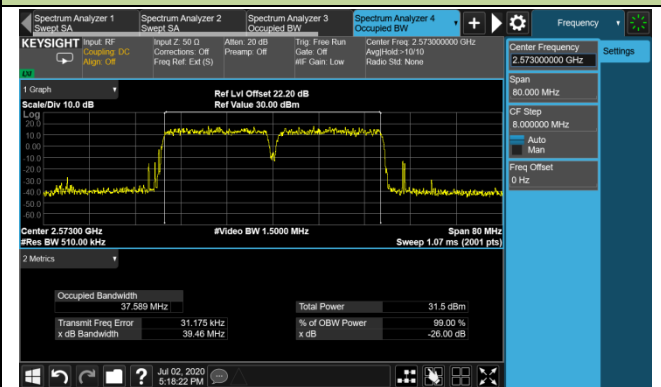 Spectrum Analyzer 1 Spectrum Analyzer 2 Spectrum Analyzer 3 Spectrum Analyzer 4 Frequency
Swept SA Swept SA Occupied BW Occupied BW
KEYSIGHT Input: RF Input Z: 50 Ω Atten: 20 dB Trig: Free Run Center Freq: 2.573000000 GHz
Coupling: DC Corrections: Off Preamp: Off Gate: Off Avg|Hold:>10/10
Align: Off Freq Ref: Ext (S) #IF Gain: Low Radio Std: None
LXI
Center Frequency Settings
2.573000000 GHz
Span
80.000 MHz
CF Step
8.000000 MHz
Auto
Man
Freq Offset
0 Hz
1 Graph Ref Lvl Offset 22.20 dB
Scale/Div 10.0 dB Ref Value 30.00 dBm
Log
20.0
10.0
0.00
-10.0
-20.0
-30.0
-40.0
-50.0
-60.0
Center 2.57300 GHz #Video BW 1.5000 MHz Span 80 MHz
#Res BW 510.00 kHz Sweep 1.07 ms (2001 pts)
2 Metrics
Occupied Bandwidth
37.589 MHz Total Power 31.5 dBm
Transmit Freq Error 31.175 kHz % of OBW Power 99.00 %
x dB Bandwidth 39.46 MHz x dB -26.00 dB
? Jul 02, 2020
5:18:22 PM